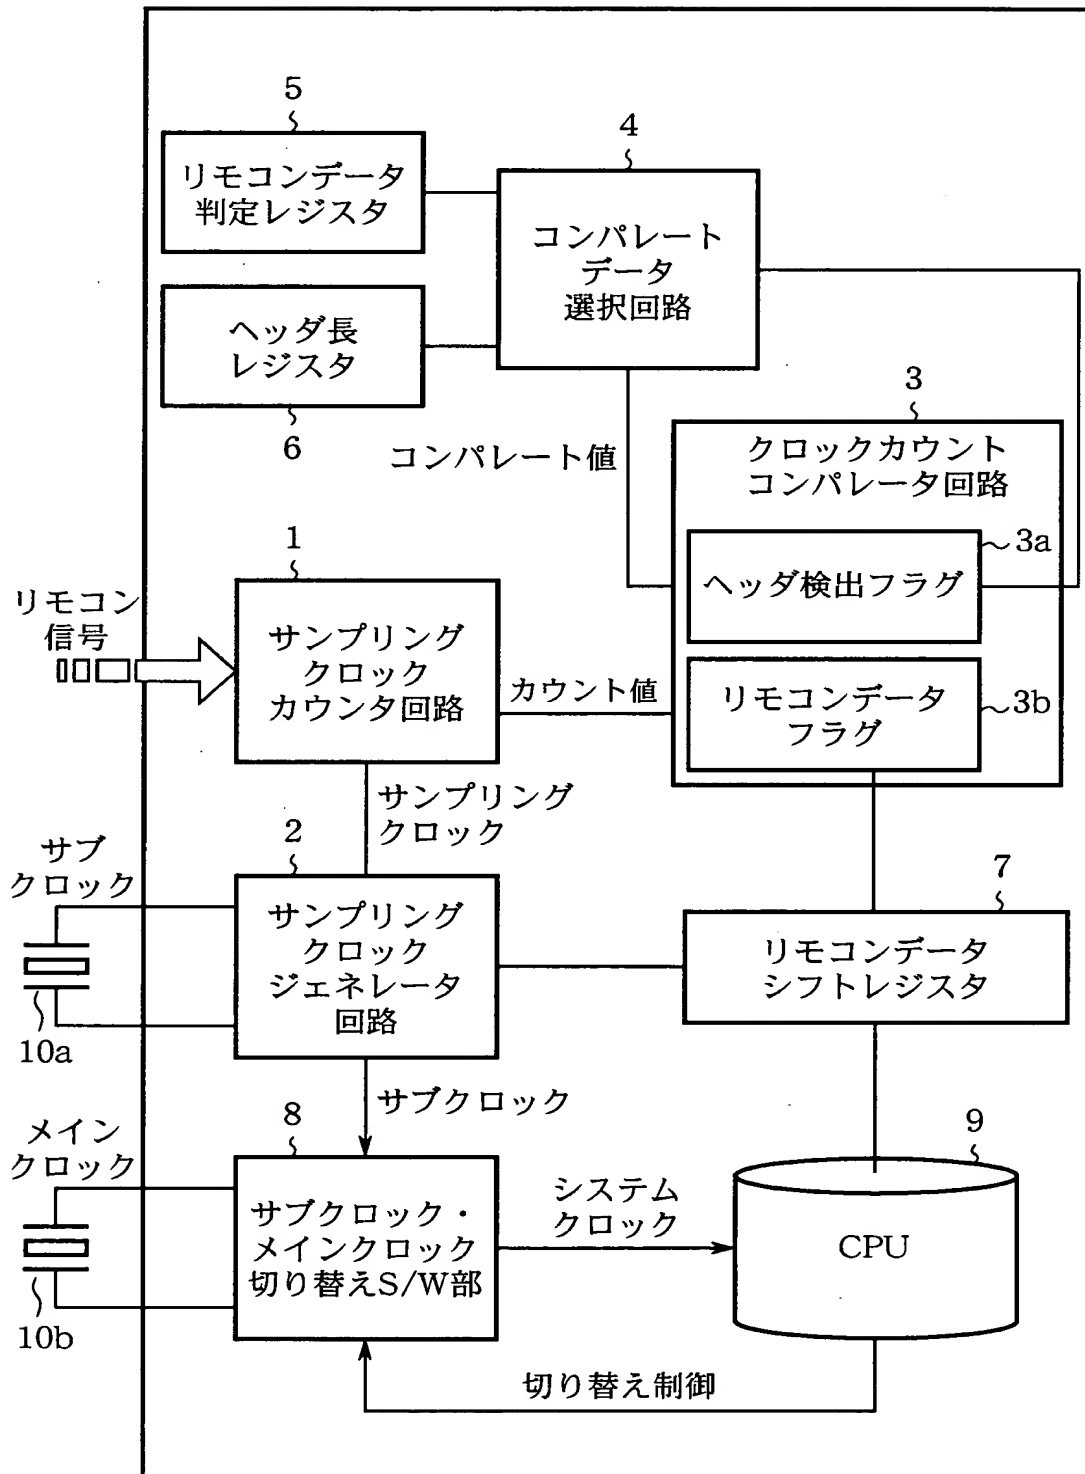 5
リモコンデータ
判定レジスタ
4
コンパレート
データ
選択回路
ヘッダ長
レジスタ
6
コンパレート値
3
クロックカウント
コンパレータ回路
ヘッダ検出フラグ
3a
リモコンデータ
フラグ
3b
リモコン
信号
1
サンプリング
クロック
カウンタ回路
カウント値
サンプリング
クロック
サブ
クロック
10a
2
サンプリング
クロック
ジェネレータ
回路
7
リモコンデータ
シフトレジスタ
サブクロック
メイン
クロック
10b
8
サブクロック・
メインクロック
切り替えS/W部
システム
クロック
9
CPU
切り替え制御